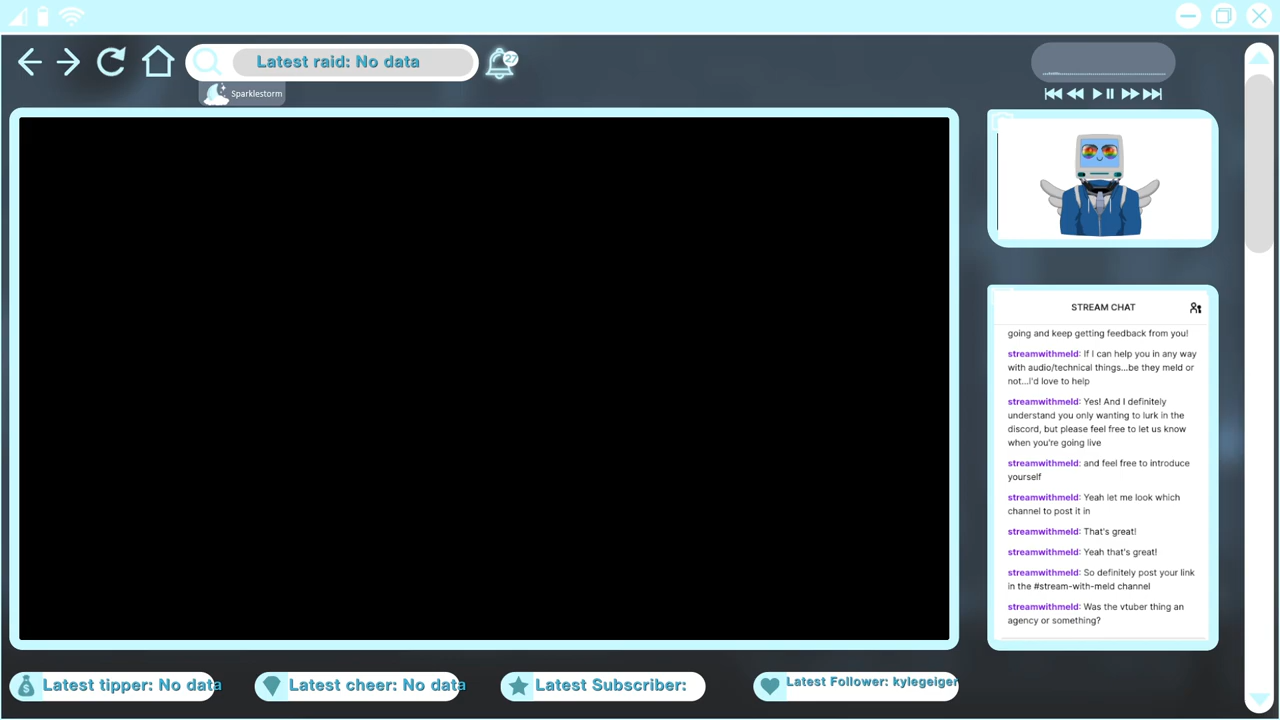 Latest raid: No data
27
Sparklestorm
STREAM CHAT
going and keep getting feedback from you!
streamwithmeld: If I can help you in any way
with audio/technical things...be they meld or
not...I'd love to help
streamwithmeld: Yes! And I definitely
understand you only wanting to lurk in the
discord, but please feel free to let us know
when you're going live
streamwithmeld: and feel free to introduce
yourself
streamwithmeld: Yeah let me look which
channel to post it in
streamwithmeld: That's great!
streamwithmeld: Yeah that's great!
streamwithmeld: So definitely post your link
in the #stream-with-meld channel
streamwithmeld: Was the vtuber thing an
agency or something?
Latest tipper: No data
Latest cheer: No data
Latest Subscriber:
Latest Follower: kylegeiger